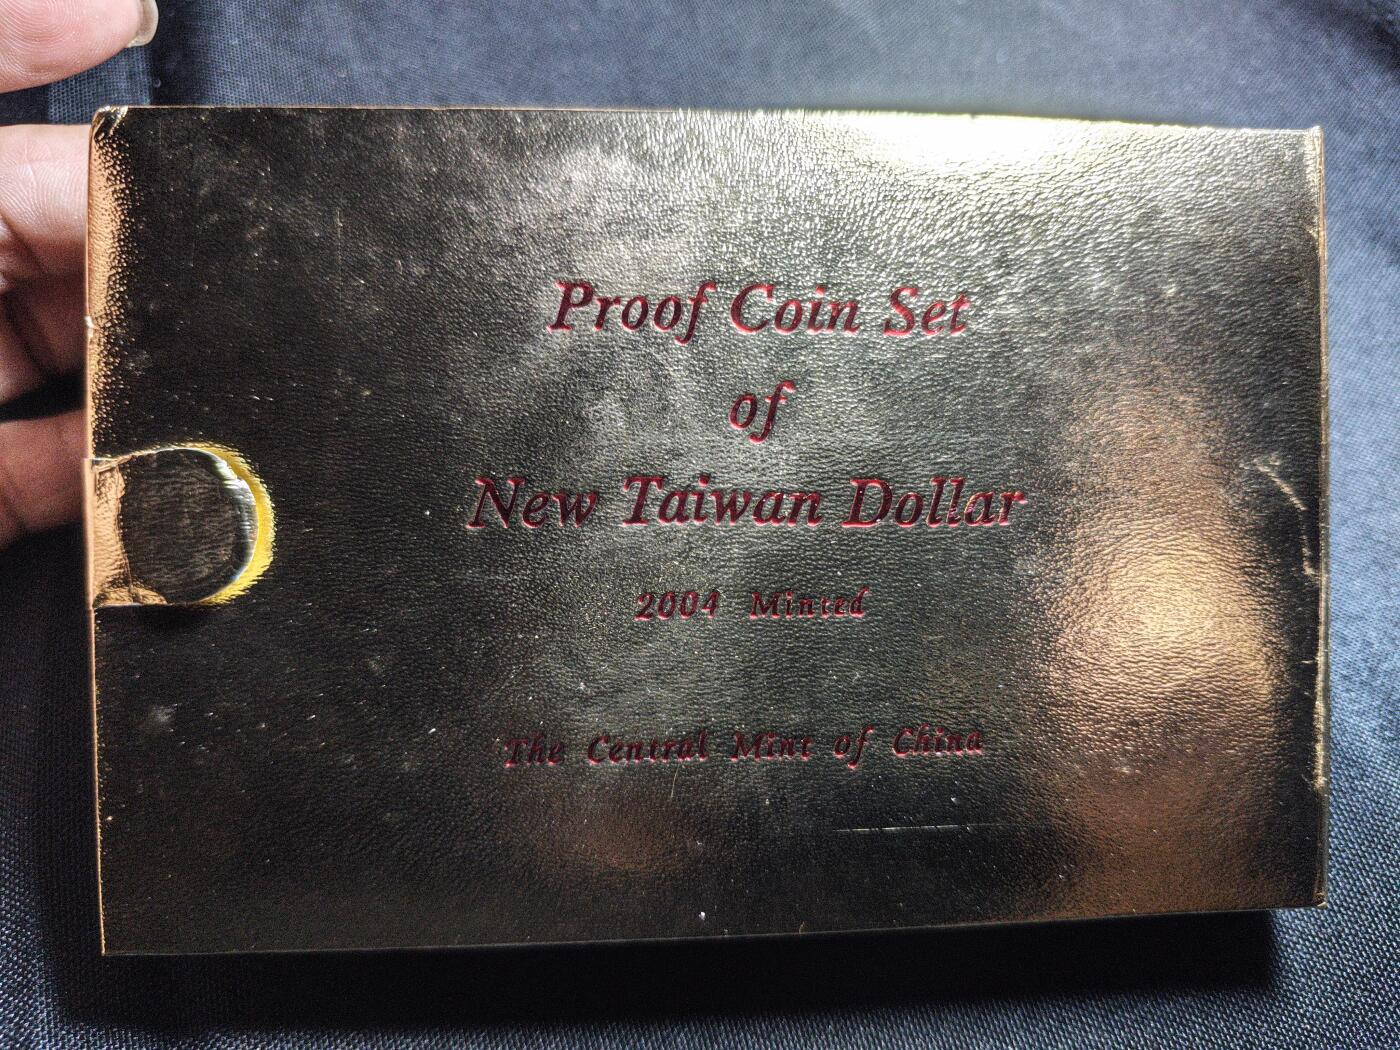 Proof Coin Set
of
New Taiwan Dollar
2004 Minted
The Central Mint of China